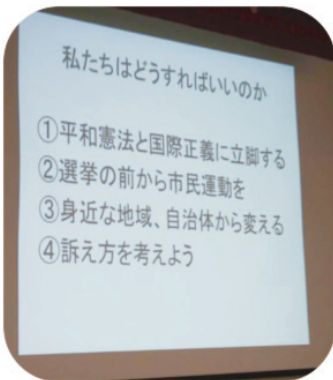 私たちはどうすればいいのか
①平和憲法と国際正義に立脚する
②選挙の前から市民運動を
③身近な地域、自治体から変える
④訴え方を考えよう